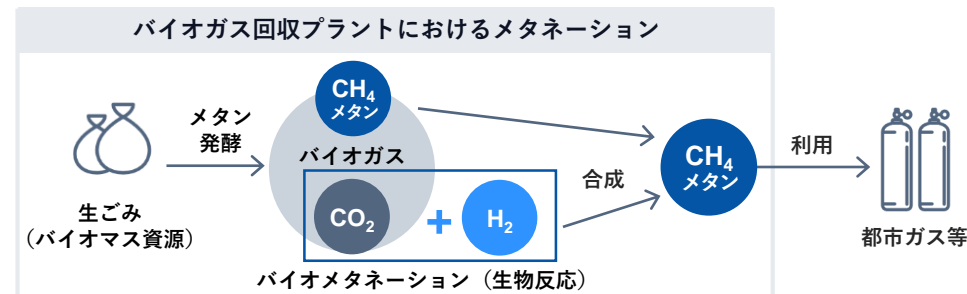 バイオガス回収プラントにおけるメタネーション
メタン
発酵
CH₄
メタン
バイオガス
CO₂
+
H₂
バイオメタネーション（生物反応）
生ごみ
（バイオマス資源）
合成
CH₄
メタン
利用
都市ガス等